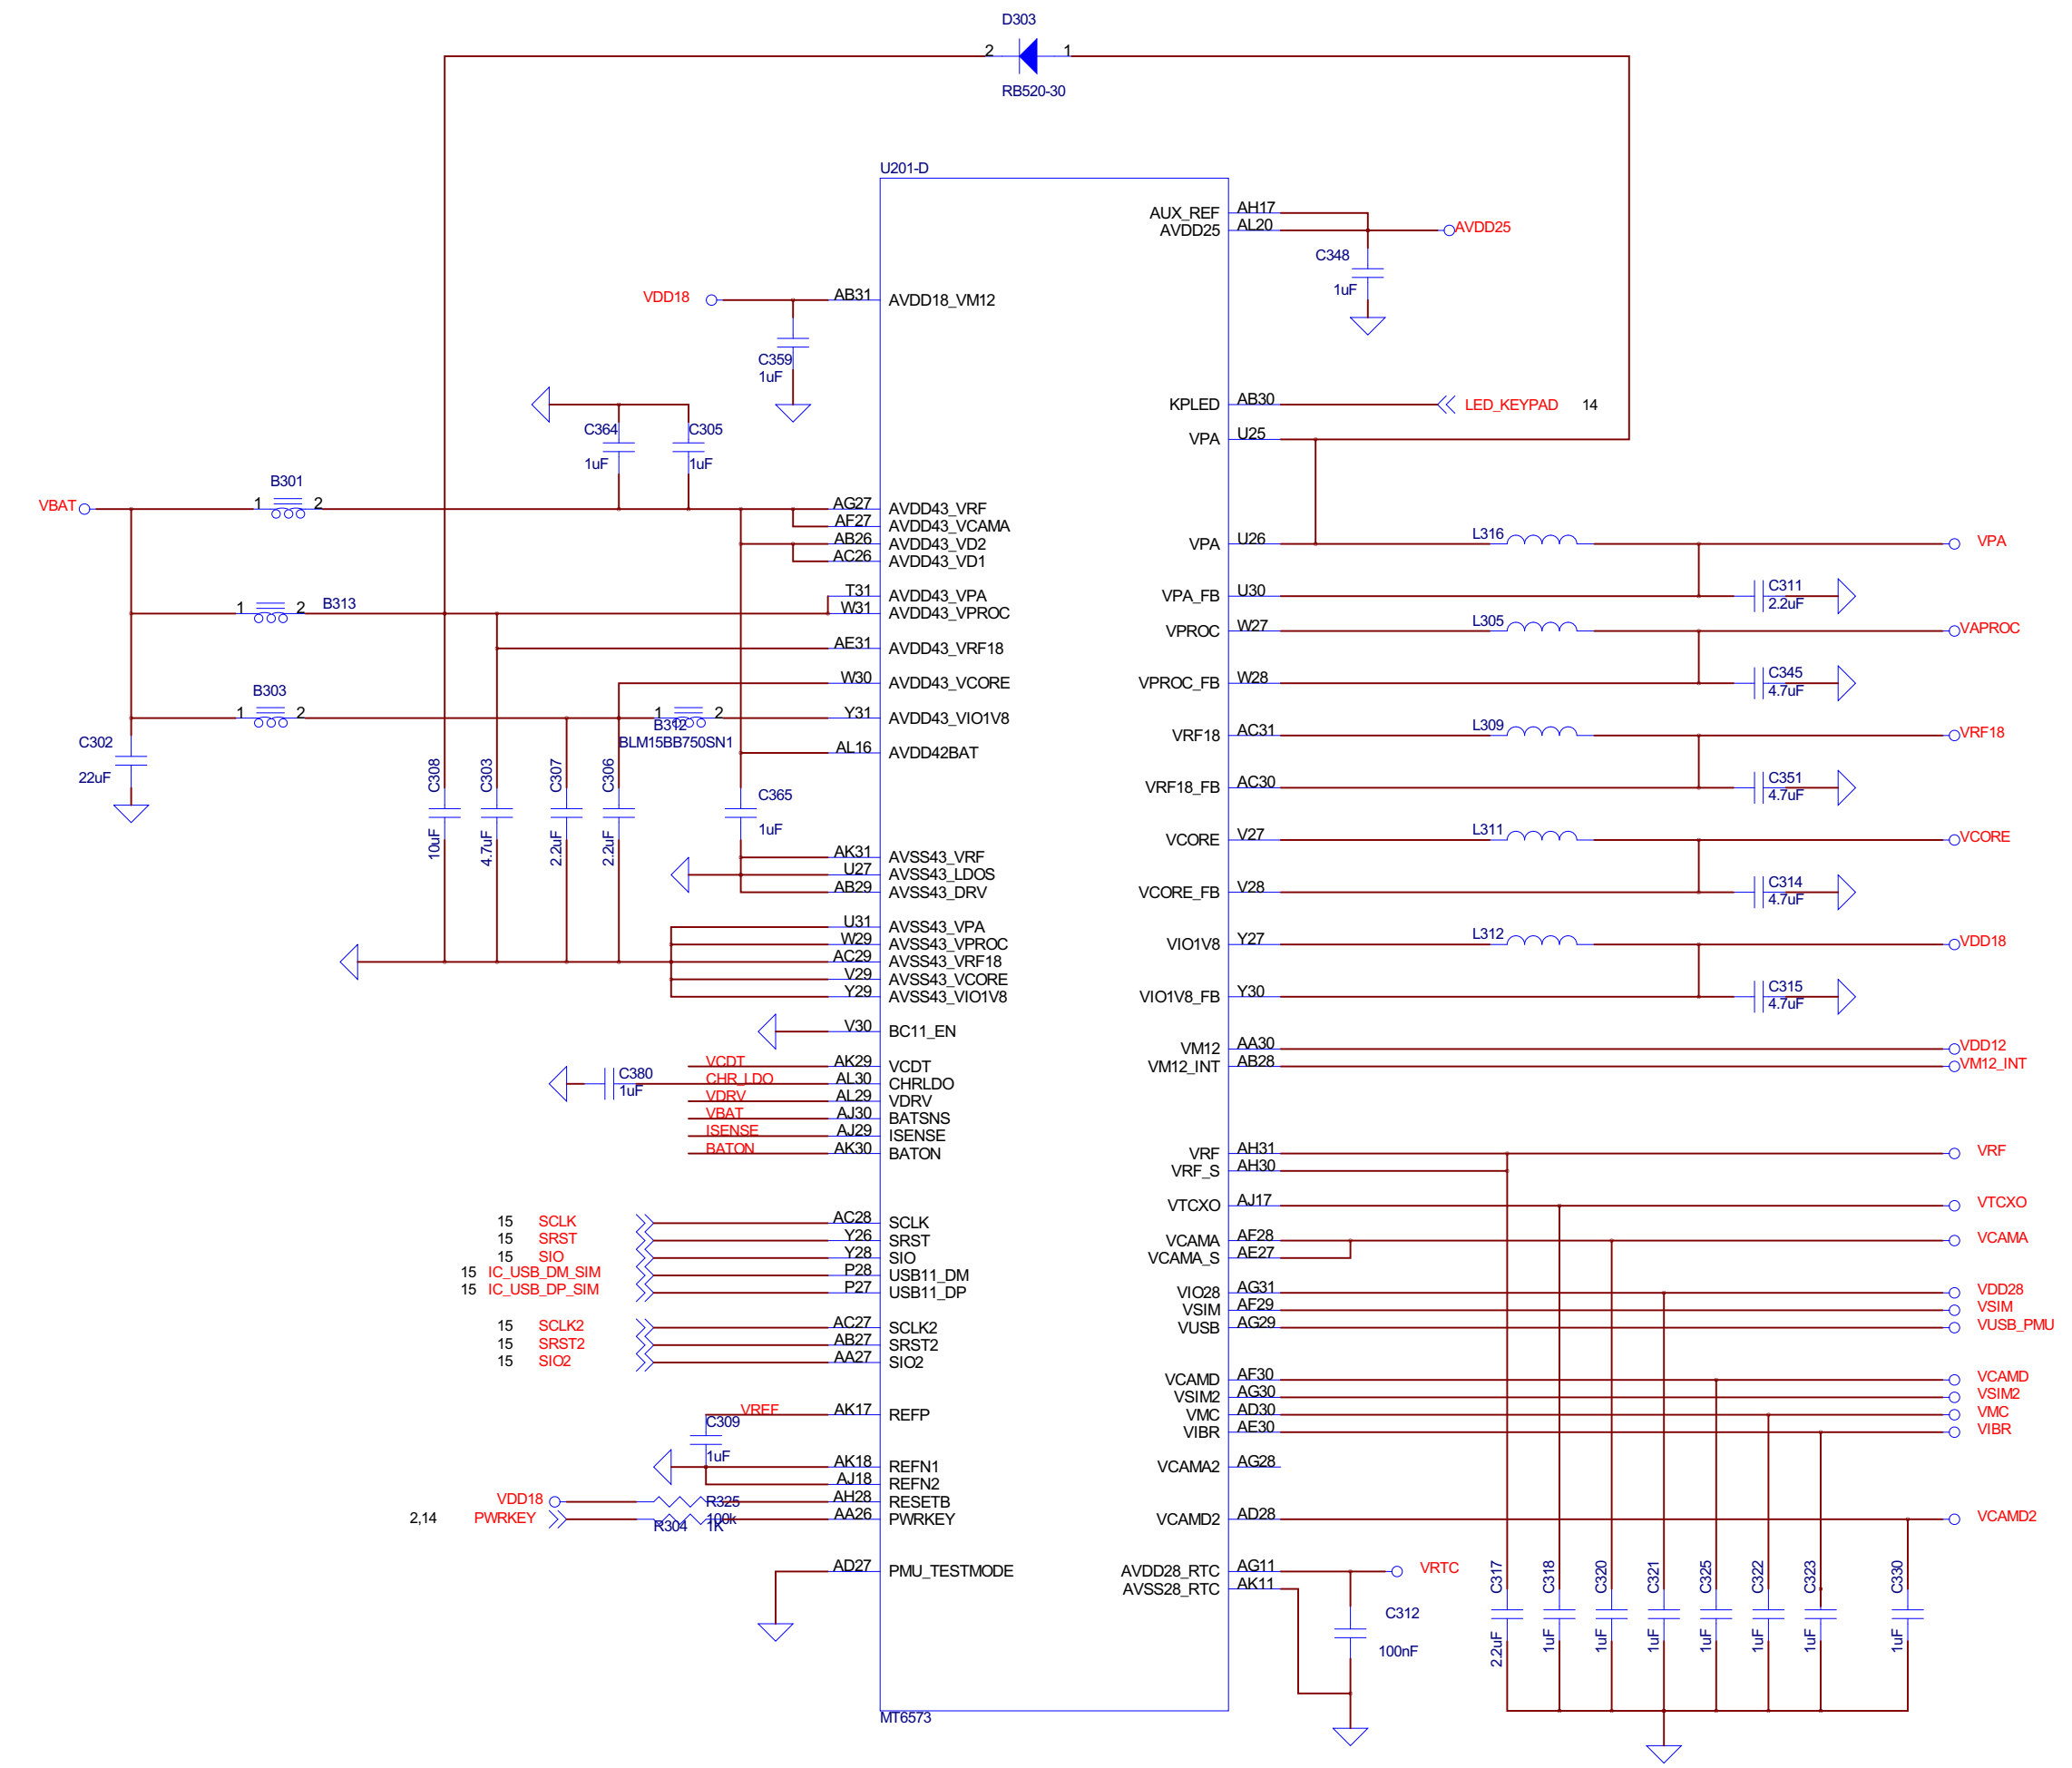 D303
2 1
RB520-30
U201-D
AUX_REF AH17
AVDD25 AL20 AVDD25
C348
1uF
VDD18 AB31 AVDD18_VM12
C359
1uF
KPLED AB30 LED_KEYPAD 14
VPA U25
C364 C305
1uF 1uF
B301
VBAT 1 2 AG27 AVDD43_VRF
AF27 AVDD43_VCAMA
AB26 AVDD43_VD2
AC26 AVDD43_VD1
VPA U26 L316 VPA
T31 AVDD43_VPA
1 2 B313 W31 AVDD43_VPROC
VPA_FB U30 C311
2.2uF
VPROC W27 L305 VAPROC
AE31 AVDD43_VRF18
W30 AVDD43_VCORE
VPROC_FB W28 C345
4.7uF
B303
1 2 1 2 Y31 AVDD43_VIO1V8
B312
BLM15BB750SN1
VRF18 AC31 L309 VRF18
AL16 AVDD42BAT
C302
22uF
C308
10uF
C303
4.7uF
C307
2.2uF
C306
2.2uF
C365
1uF
VRF18_FB AC30 C351
4.7uF
VCORE V27 L311 VCORE
AK31 AVSS43_VRF
U27 AVSS43_LDOS
AB29 AVSS43_DRV
VCORE_FB V28 C314
4.7uF
U31 AVSS43_VPA
W29 AVSS43_VPROC
AC29 AVSS43_VRF18
V29 AVSS43_VCORE
Y29 AVSS43_VIO1V8
VIO1V8 Y27 L312 VDD18
VIO1V8_FB Y30 C315
4.7uF
V30 BC11_EN
VM12 AA30 VDD12
VM12_INT AB28 VM12_INT
VCDT AK29 VCDT
C380 CHR_LDO AL30 CHRLDO
1uF
VDRV AL29 VDRV
VBAT AJ30 BATSNS
ISENSE AJ29 ISENSE
BATON AK30 BATON
VRF AH31 VRF
VRF_S AH30
VTCXO AJ17 VTCXO
15 SCLK AC28 SCLK
15 SRST Y26 SRST
15 SIO Y28 SIO
15 IC_USB_DM_SIM P28 USB11_DM
15 IC_USB_DP_SIM P27 USB11_DP
VCAMA AF28 VCAMA
VCAMA_S AE27
VIO28 AG31 VDD28
VSIM AF29 VSIM
VUSB AG29 VUSB_PMU
15 SCLK2 AC27 SCLK2
15 SRST2 AB27 SRST2
15 SIO2 AA27 SIO2
VCAMD AF30 VCAMD
VSIM2 AG30 VSIM2
VMC AD30 VMC
VIBR AE30 VIBR
VREF AK17 REFP
C309
1uF
VCAMA2 AG28
AK18 REFN1
AJ18 REFN2
VDD18 R325 AH28 RESETB
100k
2,14 PWRKEY R304 1K AA26 PWRKEY
VCAMD2 AD28 VCAMD2
AD27 PMU_TESTMODE
AVDD28_RTC AG11 VRTC
AVSS28_RTC AK11
C312
100nF
C317
2.2uF
C318
1uF
C320
1uF
C321
1uF
C325
1uF
C322
1uF
C323
1uF
C330
1uF
MT6573